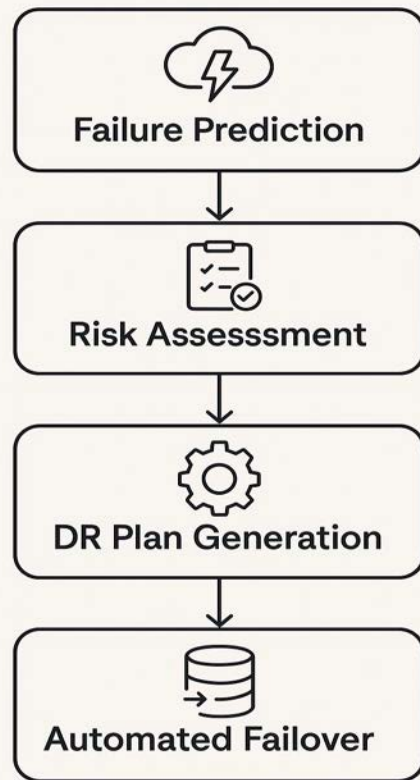 Failure Prediction
Risk Assesssment
DR Plan Generation
Automated Failover